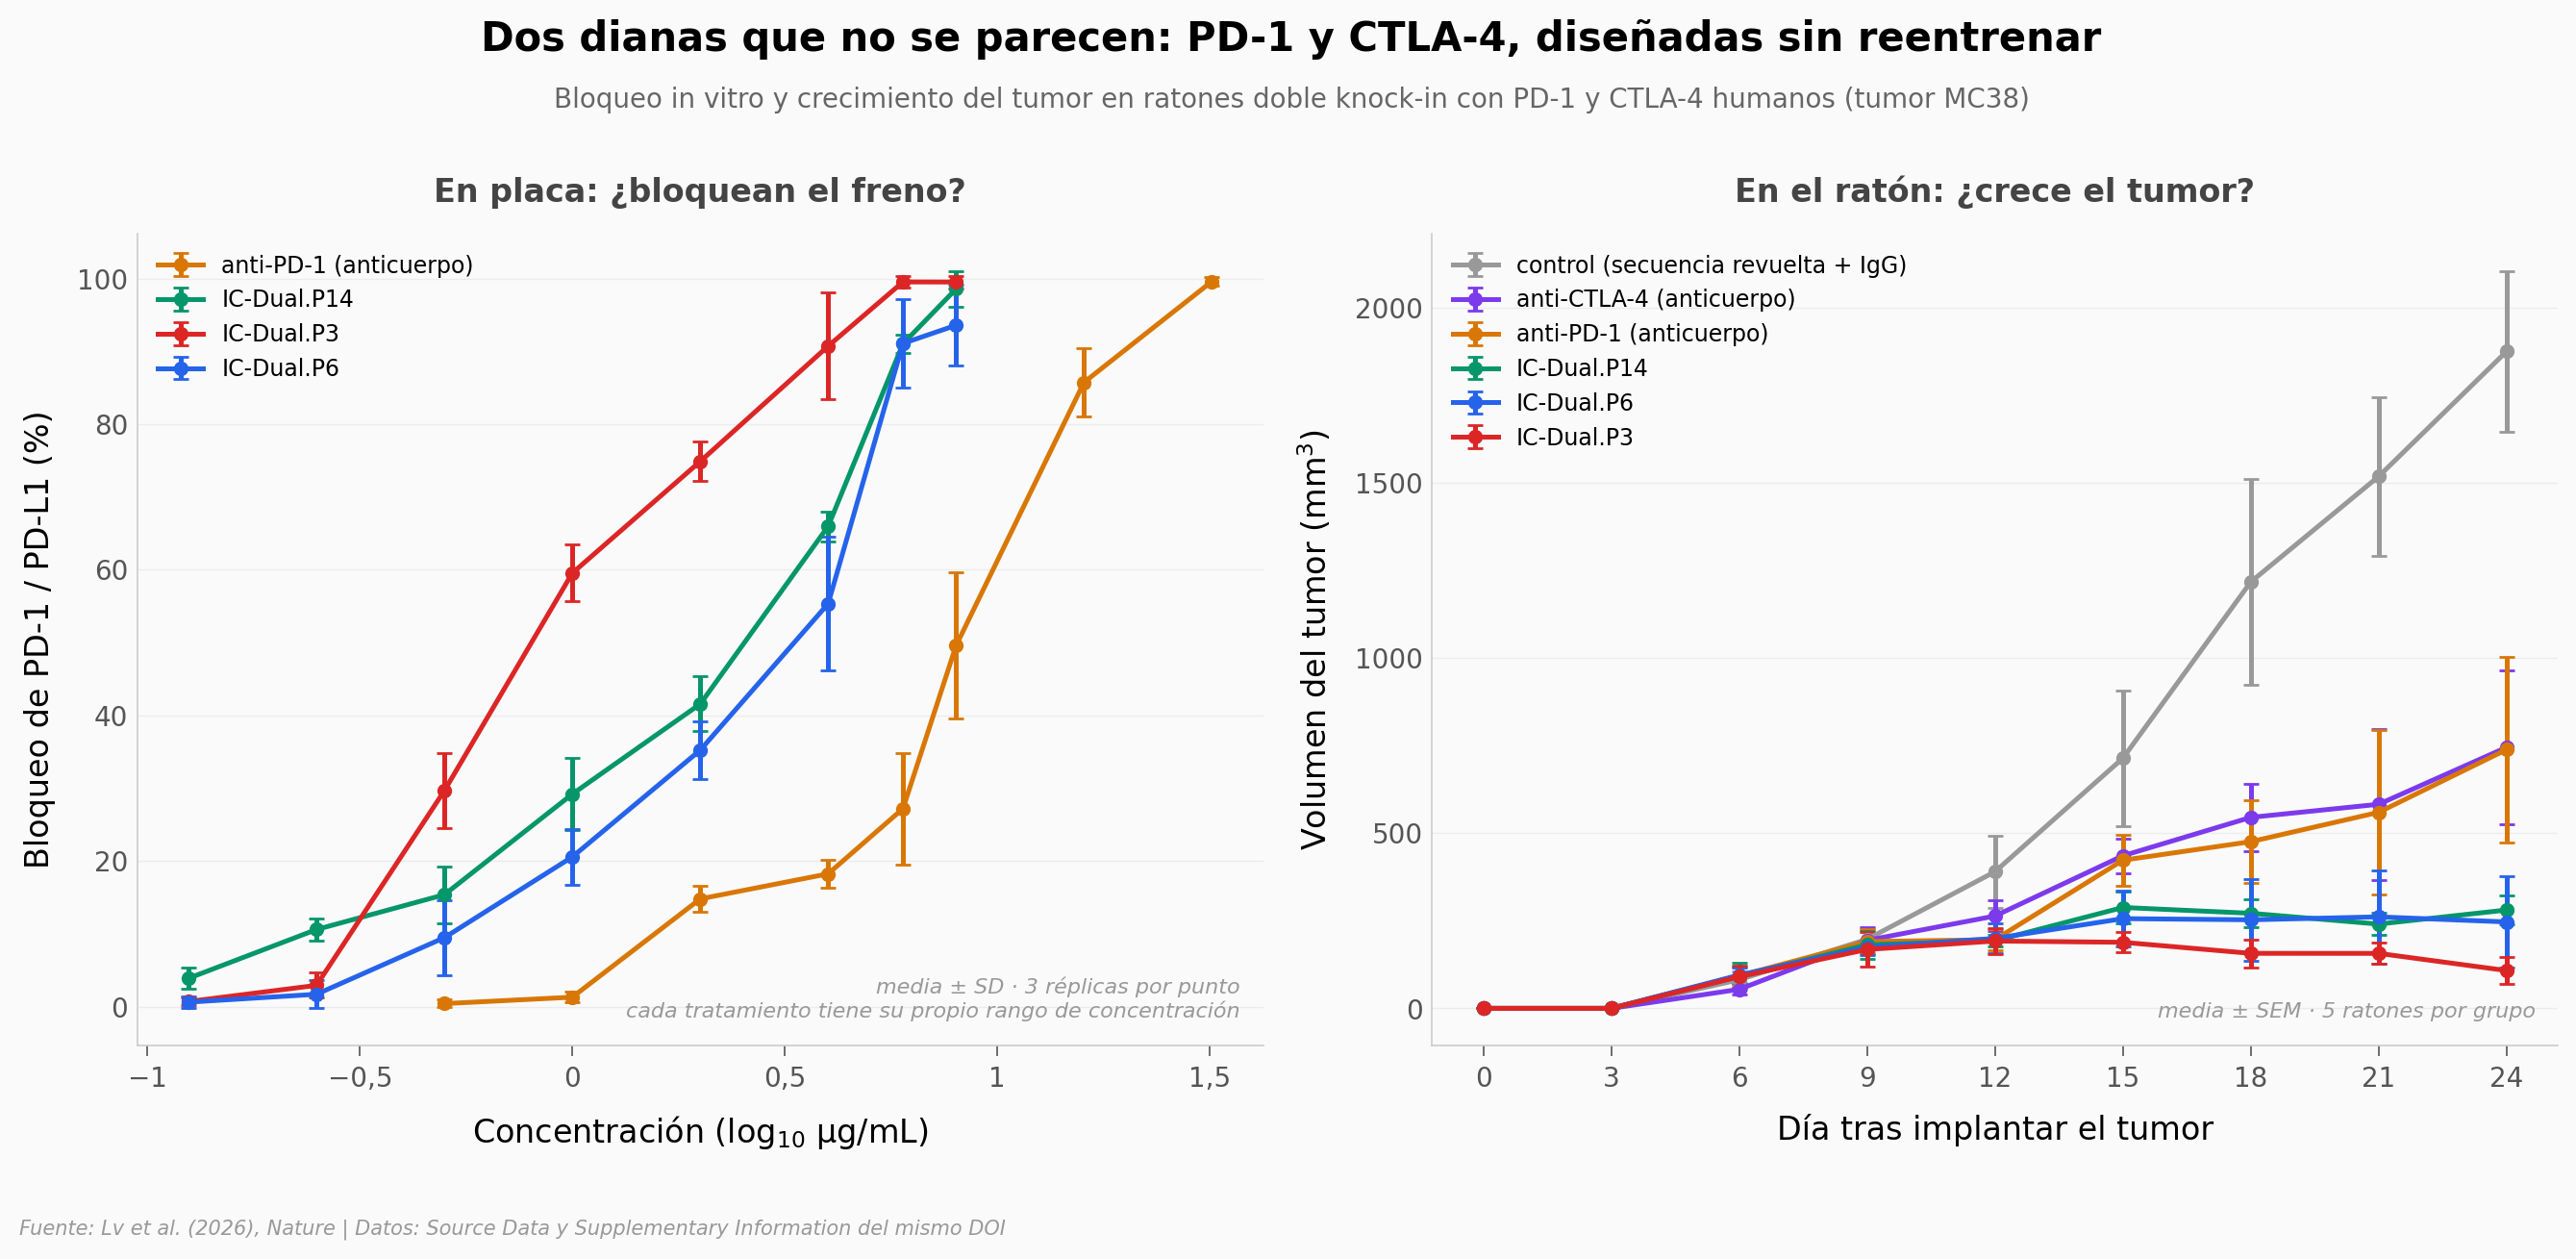 Dos dianas que no se parecen: PD-1 y CTLA-4, diseñadas sin reentrenar
Bloqueo in vitro y crecimiento del tumor en ratones doble knock-in con PD-1 y CTLA-4 humanos (tumor MC38)
En placa: ¿bloquean el freno?
anti-PD-1 (anticuerpo)
IC-Dual.P14
IC-Dual.P3
IC-Dual.P6
Bloqueo de PD-1 / PD-L1 (%)
100
80
60
40
20
0
media ± SD · 3 réplicas por punto
cada tratamiento tiene su propio rango de concentración
−1
−0,5
0
0,5
1
1,5
Concentración (log₁₀ µg/mL)
En el ratón: ¿crece el tumor?
control (secuencia revuelta + IgG)
anti-CTLA-4 (anticuerpo)
anti-PD-1 (anticuerpo)
IC-Dual.P14
IC-Dual.P6
IC-Dual.P3
Volumen del tumor (mm³)
2000
1500
1000
500
0
media ± SEM · 5 ratones por grupo
0
3
6
9
12
15
18
21
24
Día tras implantar el tumor
Fuente: Lv et al. (2026), Nature | Datos: Source Data y Supplementary Information del mismo DOI